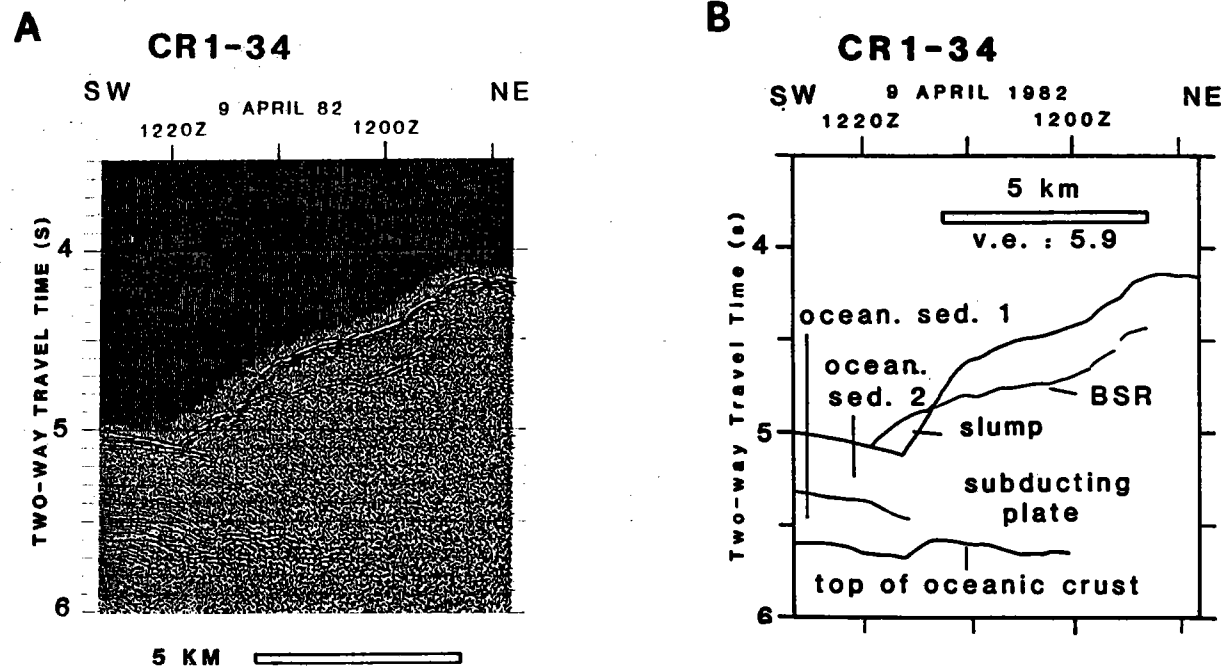 A
CR1-34
SW
9 APRIL 82
NE
1220Z
1200Z
TWO-WAY TRAVEL TIME (S)
4
5
6
5 KM
B
CR1-34
SW
9 APRIL 1982
NE
1220Z
1200Z
Two-way Travel Time (s)
4
5
6
5 km
v.e. : 5.9
ocean. sed. 1
ocean.
sed. 2
BSR
slump
subducting
plate
top of oceanic crust